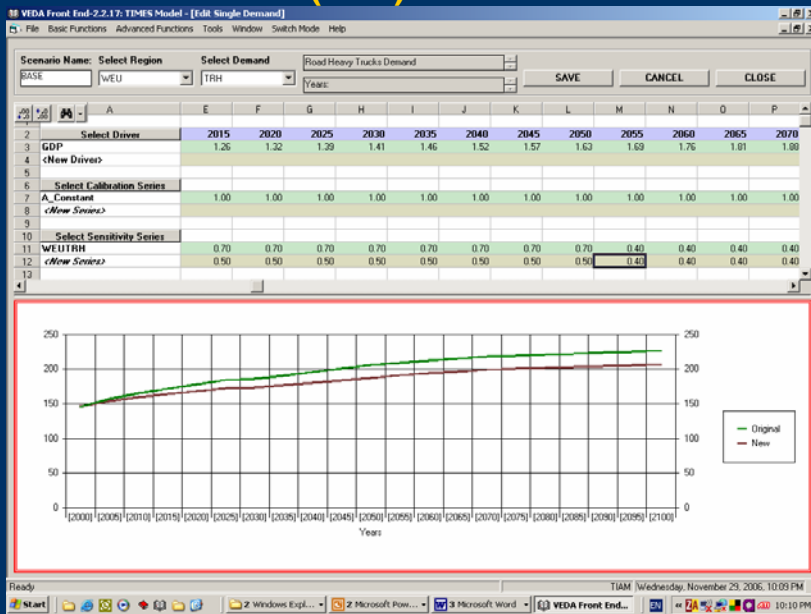 VEDA Front End-2.2.17: TIMES Model - [Edit Single Demand]
File Basic Functions Advanced Functions Tools Window Switch Mode Help
Scenario Name: Select Region Select Demand Road Heavy Trucks Demand
BASE WEU TRH Years: SAVE CANCEL CLOSE
A E F G H I J K L M N O P
2 Select Driver 2015 2020 2025 2030 2035 2040 2045 2050 2055 2060 2065 2070
3 GDP 1.26 1.32 1.39 1.41 1.46 1.52 1.57 1.63 1.69 1.76 1.81 1.88
4 <New Driver>
5
6 Select Calibration Series
7 A_Constant 1.00 1.00 1.00 1.00 1.00 1.00 1.00 1.00 1.00 1.00 1.00 1.00
8 <New Series>
9
10 Select Sensitivity Series
11 WEUTRH 0.70 0.70 0.70 0.70 0.70 0.70 0.70 0.70 0.40 0.40 0.40 0.40
12 <New Series> 0.50 0.50 0.50 0.50 0.50 0.50 0.50 0.50 0.40 0.40 0.40 0.40
13
250 250
200 200
150 150
100 100
50 50
0 0
Original
New
[2000] [2005] [2010] [2015] [2020] [2025] [2030] [2035] [2040] [2045] [2050] [2055] [2060] [2065] [2070] [2075] [2080] [2085] [2090] [2095] [2100]
Years
Ready TIAM Wednesday, November 29, 2006, 10:09 PM
Start 2 Windows Expl... 2 Microsoft Pow... 3 Microsoft Word VEDA Front End... EN